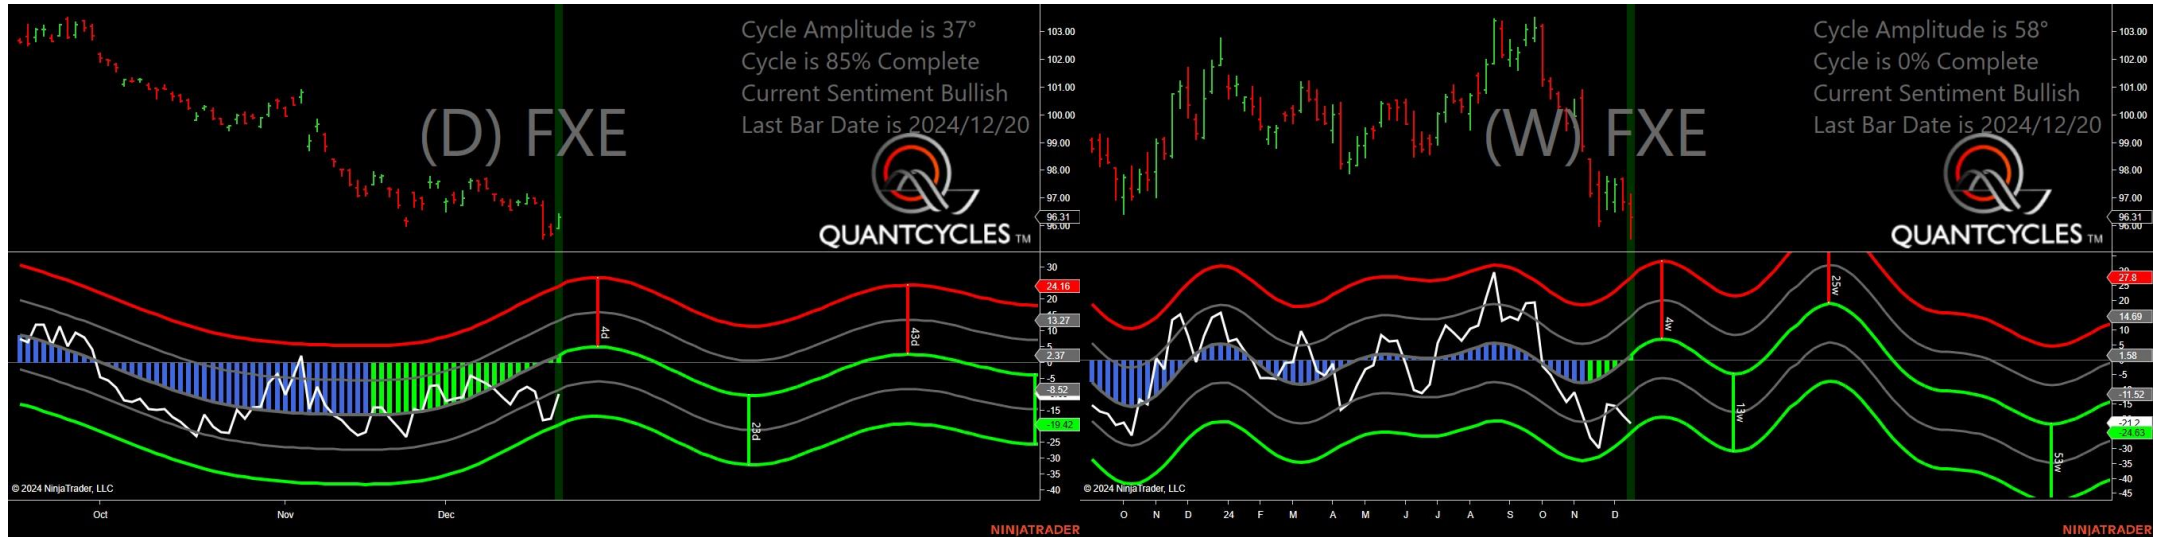 Cycle Amplitude is 37°
Cycle is 85% Complete
Current Sentiment Bullish
Last Bar Date is 2024/12/20
(D) FXE
QUANTCYCLES TM
103.00
102.00
101.00
100.00
99.00
98.00
97.00
96.31
96.00
30
24.16
20
13.27
10
5
2.37
-5
-8.52
-15
-19.42
-25
-30
-35
-40
4d
23d
43d
© 2024 NinjaTrader, LLC
Oct Nov Dec
NINJATRADER
Cycle Amplitude is 58°
Cycle is 0% Complete
Current Sentiment Bullish
Last Bar Date is 2024/12/20
(W) FXE
QUANTCYCLES TM
103.00
102.00
101.00
100.00
99.00
98.00
97.00
96.31
96.00
27.8
25
20
14.69
10
5
1.58
-5
-11.52
-15
-21.2
-24.63
-30
-35
-40
-45
4w
13w
25w
53w
© 2024 NinjaTrader, LLC
O N D 24 F M A M J J A S O N D
NINJATRADER